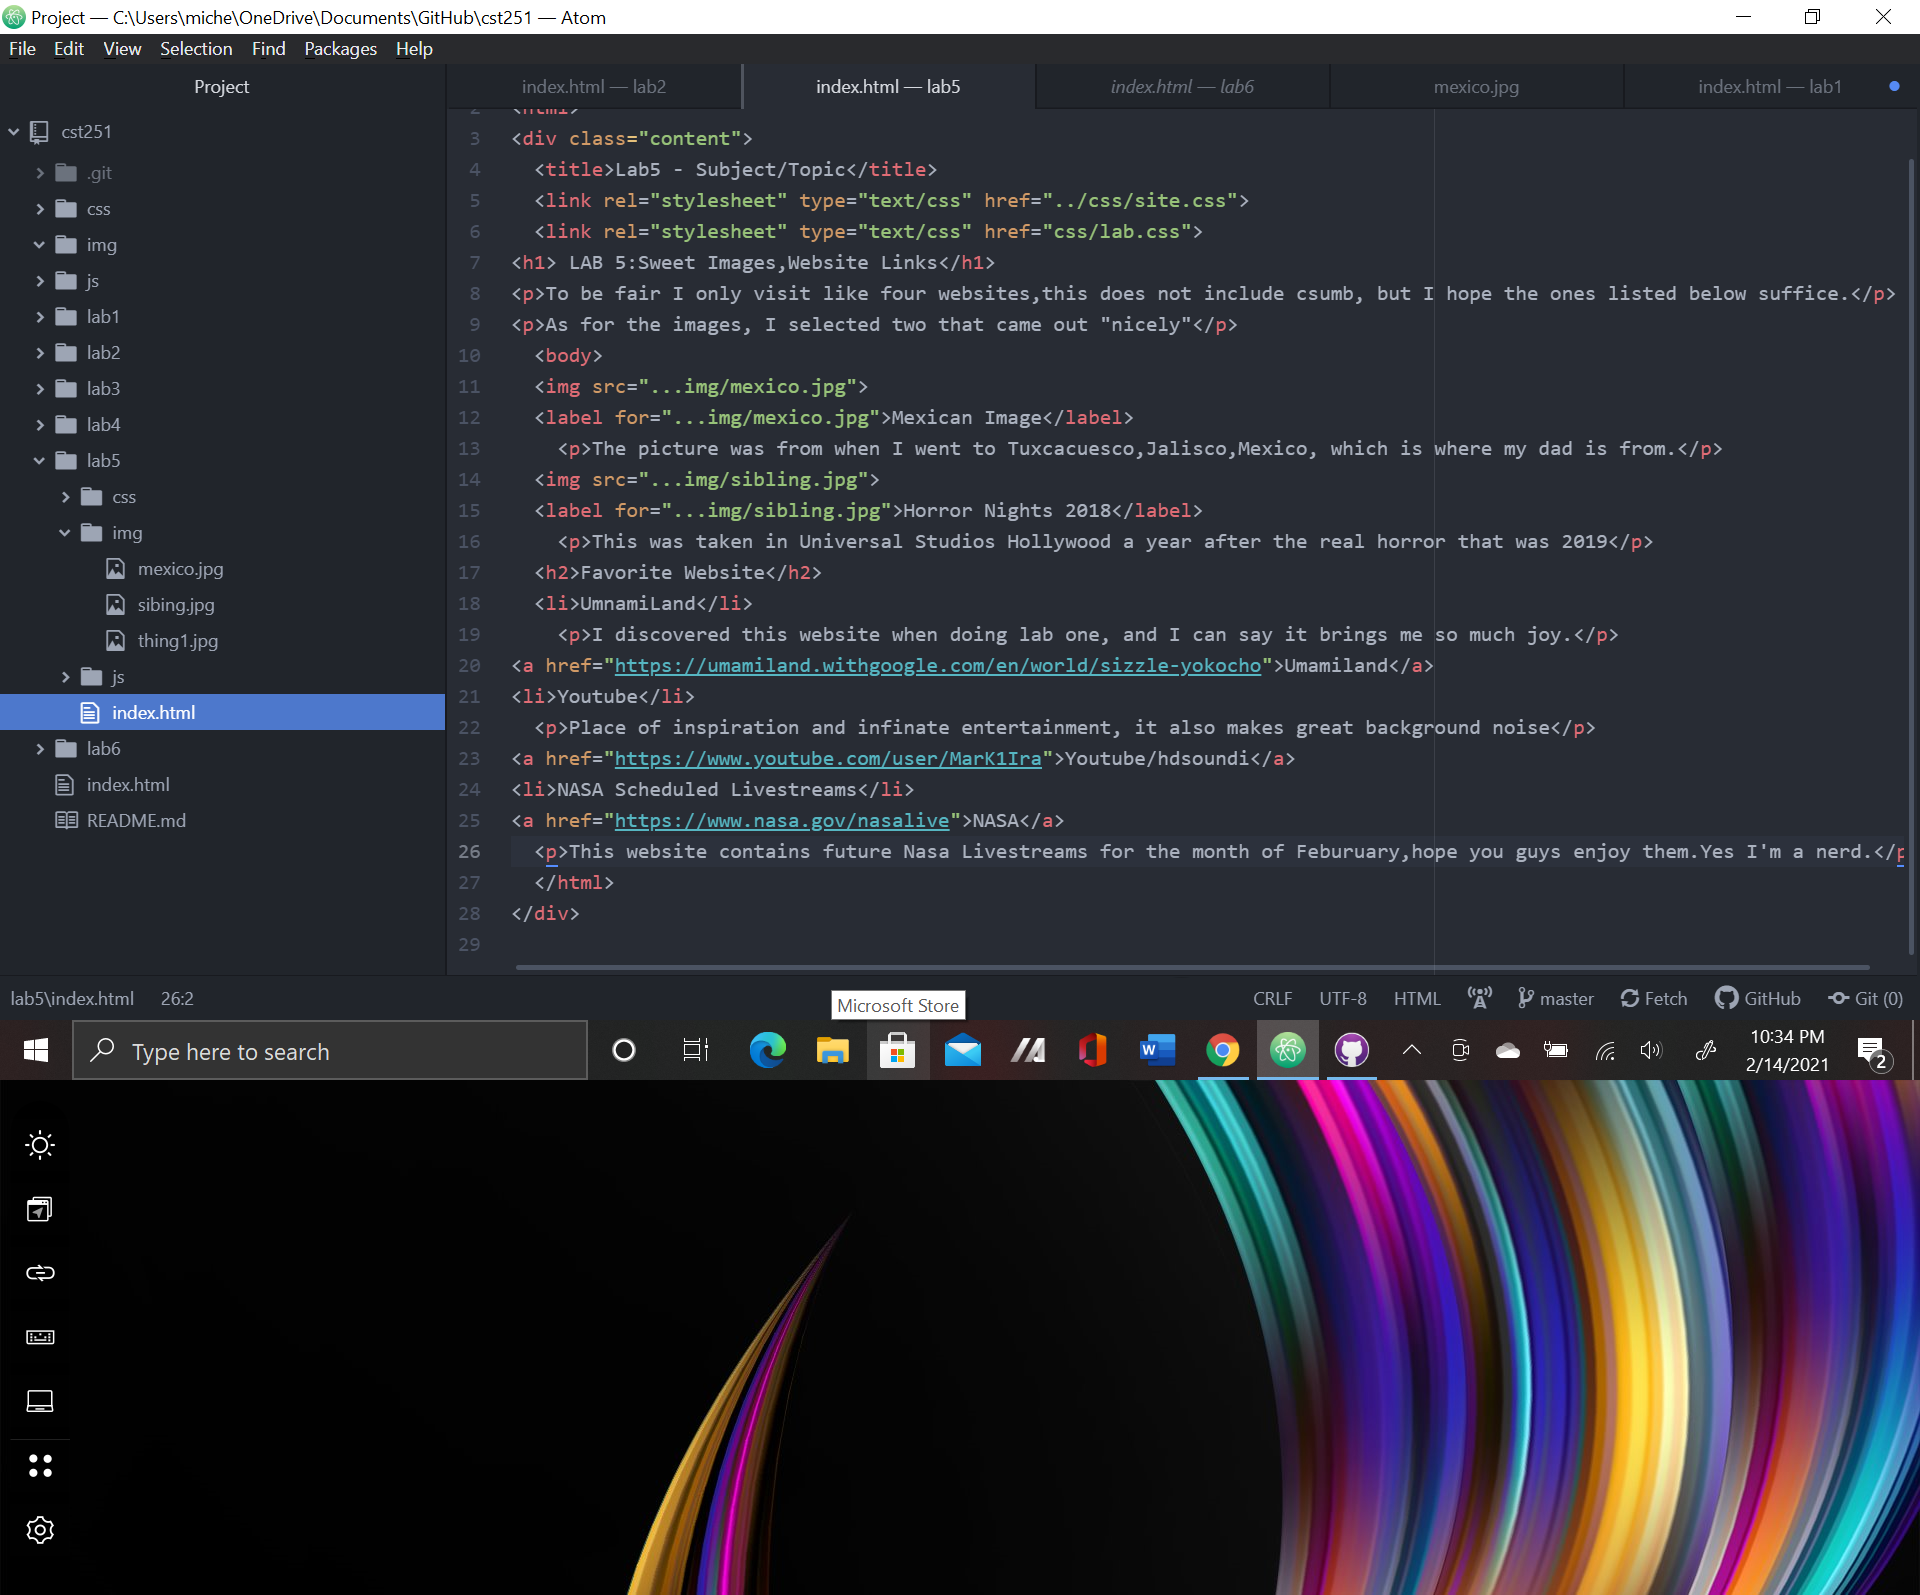 Project — C:\Users\miche\OneDrive\Documents\GitHub\cst251 — Atom
File Edit View Selection Find Packages Help
Project
index.html — lab2
index.html — lab5
index.html — lab6
mexico.jpg
index.html — lab1
cst251
.git
css
img
js
lab1
lab2
lab3
lab4
lab5
css
img
mexico.jpg
sibing.jpg
thing1.jpg
js
index.html
lab6
index.html
README.md
2 <html>
3 <div class="content">
4 <title>Lab5 - Subject/Topic</title>
5 <link rel="stylesheet" type="text/css" href="../css/site.css">
6 <link rel="stylesheet" type="text/css" href="css/lab.css">
7 <h1> LAB 5:Sweet Images,Website Links</h1>
8 <p>To be fair I only visit like four websites,this does not include csumb, but I hope the ones listed below suffice.</p>
9 <p>As for the images, I selected two that came out "nicely"</p>
10 <body>
11 <img src="...img/mexico.jpg">
12 <label for="...img/mexico.jpg">Mexican Image</label>
13 <p>The picture was from when I went to Tuxcacuesco,Jalisco,Mexico, which is where my dad is from.</p>
14 <img src="...img/sibling.jpg">
15 <label for="...img/sibling.jpg">Horror Nights 2018</label>
16 <p>This was taken in Universal Studios Hollywood a year after the real horror that was 2019</p>
17 <h2>Favorite Website</h2>
18 <li>UmnamiLand</li>
19 <p>I discovered this website when doing lab one, and I can say it brings me so much joy.</p>
20 <a href="https://umamiland.withgoogle.com/en/world/sizzle-yokocho">Umamiland</a>
21 <li>Youtube</li>
22 <p>Place of inspiration and infinate entertainment, it also makes great background noise</p>
23 <a href="https://www.youtube.com/user/MarK1Ira">Youtube/hdsoundi</a>
24 <li>NASA Scheduled Livestreams</li>
25 <a href="https://www.nasa.gov/nasalive">NASA</a>
26 <p>This website contains future Nasa Livestreams for the month of Feburuary,hope you guys enjoy them.Yes I'm a nerd.</p
27 </html>
28 </div>
29
lab5\index.html 26:2
Microsoft Store
CRLF UTF-8 HTML master Fetch GitHub Git (0)
Type here to search
W
10:34 PM
2/14/2021
2